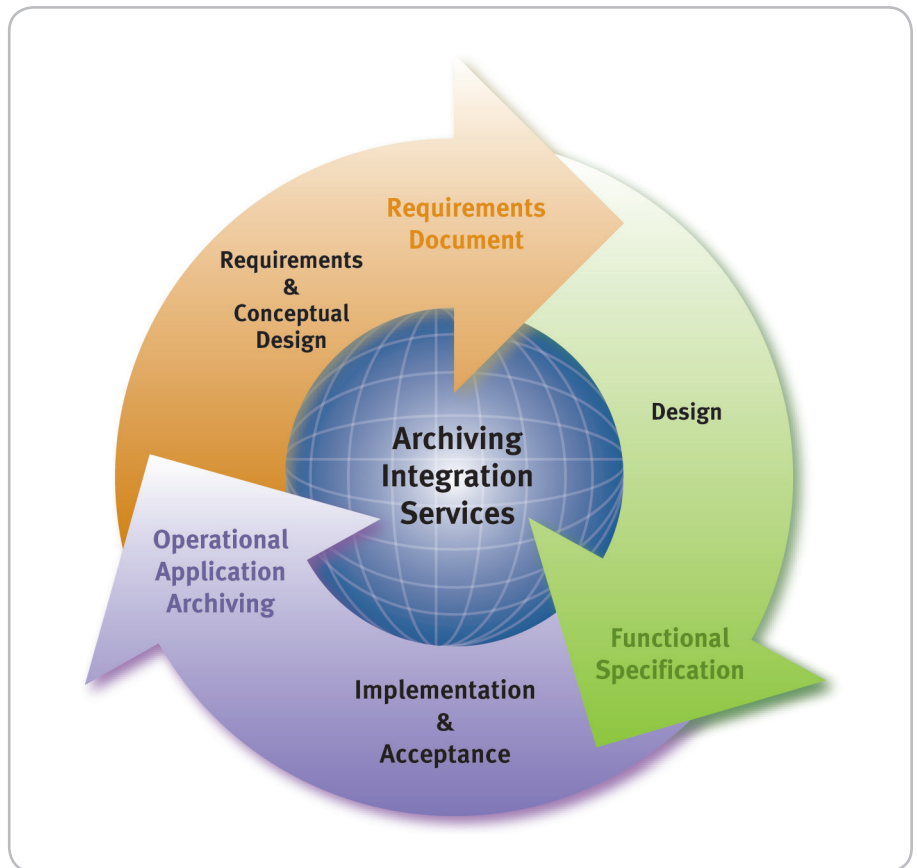 Requirements
Document
Requirements
&
Conceptual
Design
Design
Archiving
Integration
Services
Operational
Application
Archiving
Functional
Specification
Implementation
&
Acceptance